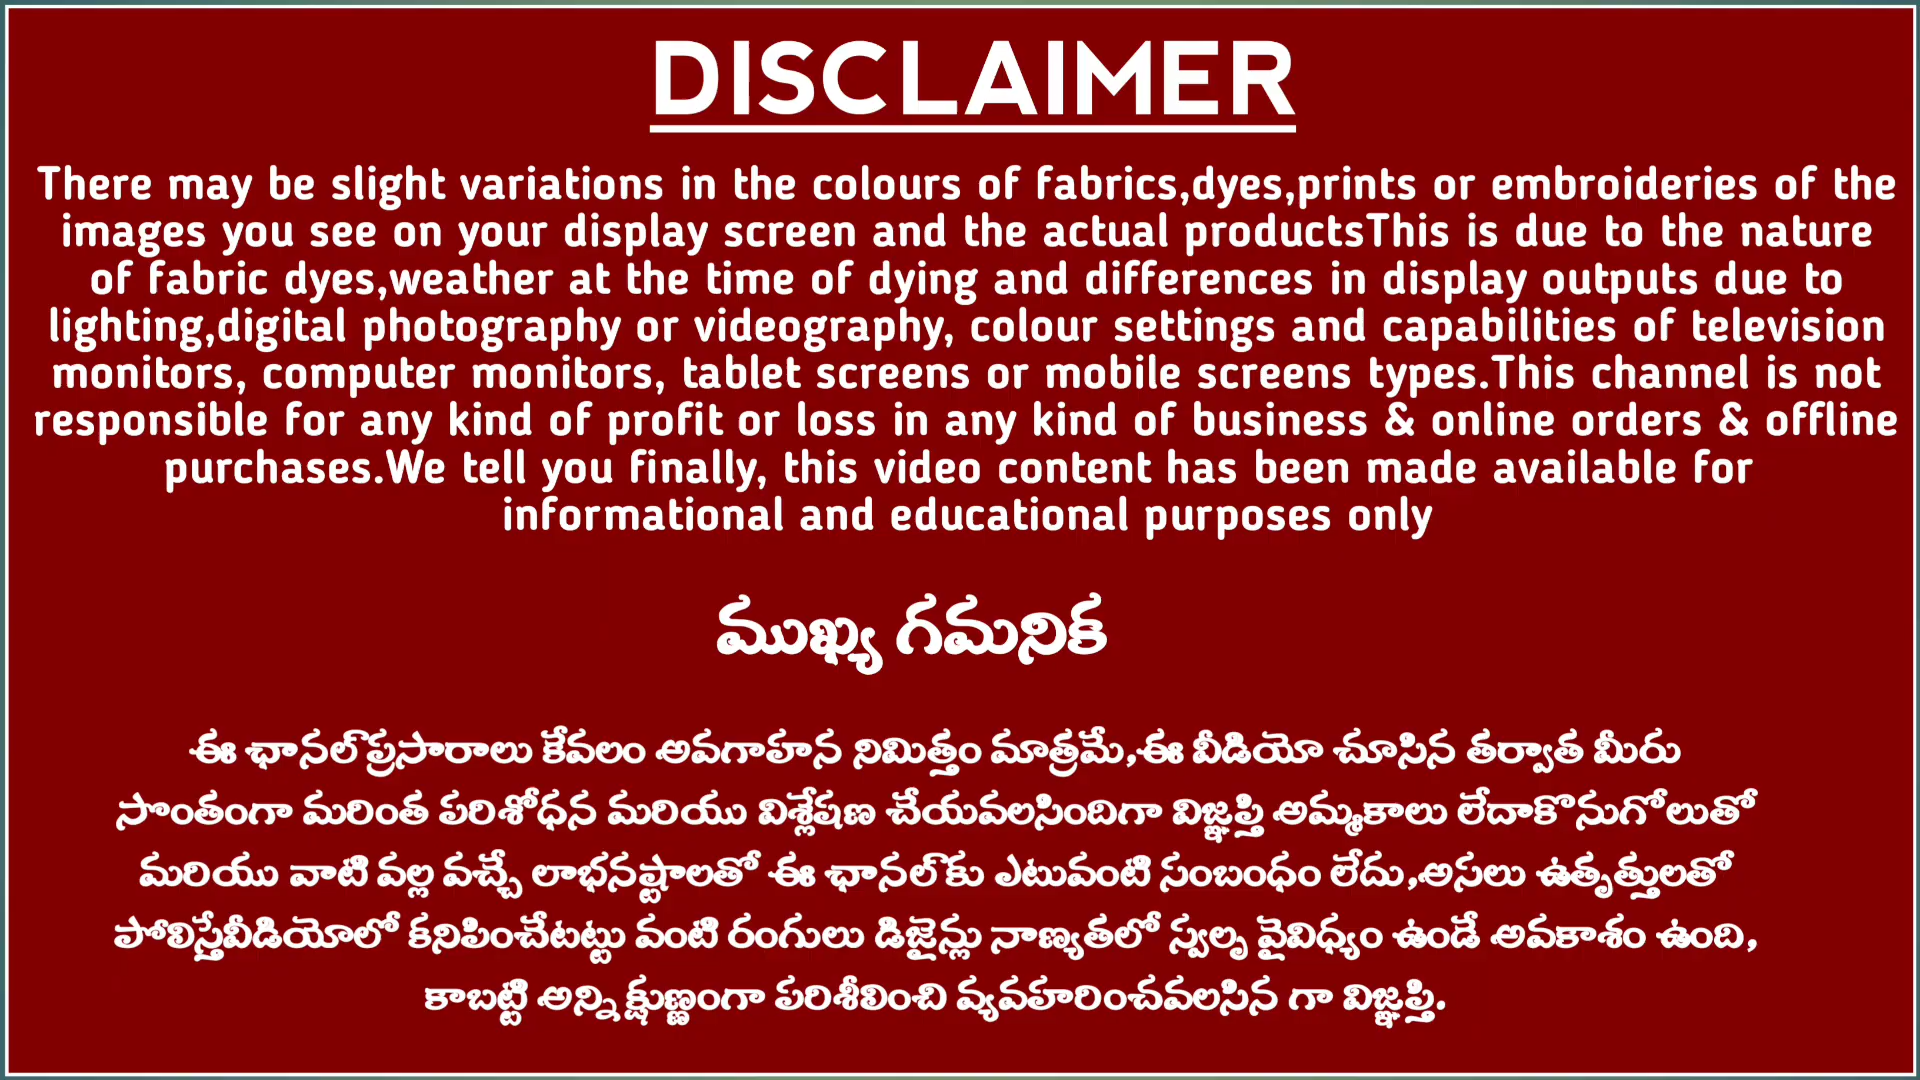 DISCLAIMER
There may be slight variations in the colours of fabrics,dyes,prints or embroideries of the
images you see on your display screen and the actual productsThis is due to the nature
of fabric dyes,weather at the time of dying and differences in display outputs due to
lighting,digital photography or videography, colour settings and capabilities of television
monitors, computer monitors, tablet screens or mobile screens types.This channel is not
responsible for any kind of profit or loss in any kind of business & online orders & offline
purchases.We tell you finally, this video content has been made available for
informational and educational purposes only
ముఖ్య గమనిక
ఈ ఛానల్ప్రసారాలు కేవలం అవగాహన నిమిత్తం మాత్రమే,ఈ వీడియో చూసిన తర్వాత మీరు
సొంతంగా మరింత పరిశోధన మరియు విశ్లేషణ చేయవలసిందిగా విజ్ఞప్తి అమ్మకాలు లేదాకొనుగోలుతో
మరియు వాటి వల్ల వచ్చే లాభనష్టాలతో ఈ ఛానల్‌కు ఎటువంటి సంబంధం లేదు,అసలు ఉత్పత్తులతో
పోలిస్తేవీడియోలో కనిపించేటట్టు వంటి రంగులు డిజైన్లు నాణ్యతలో స్వల్ప వైవిధ్యం ఉండే అవకాశం ఉంది,
కాబట్టి అన్ని క్షుణ్ణంగా పరిశీలించి వ్యవహరించవలసిన గా విజ్ఞప్తి.